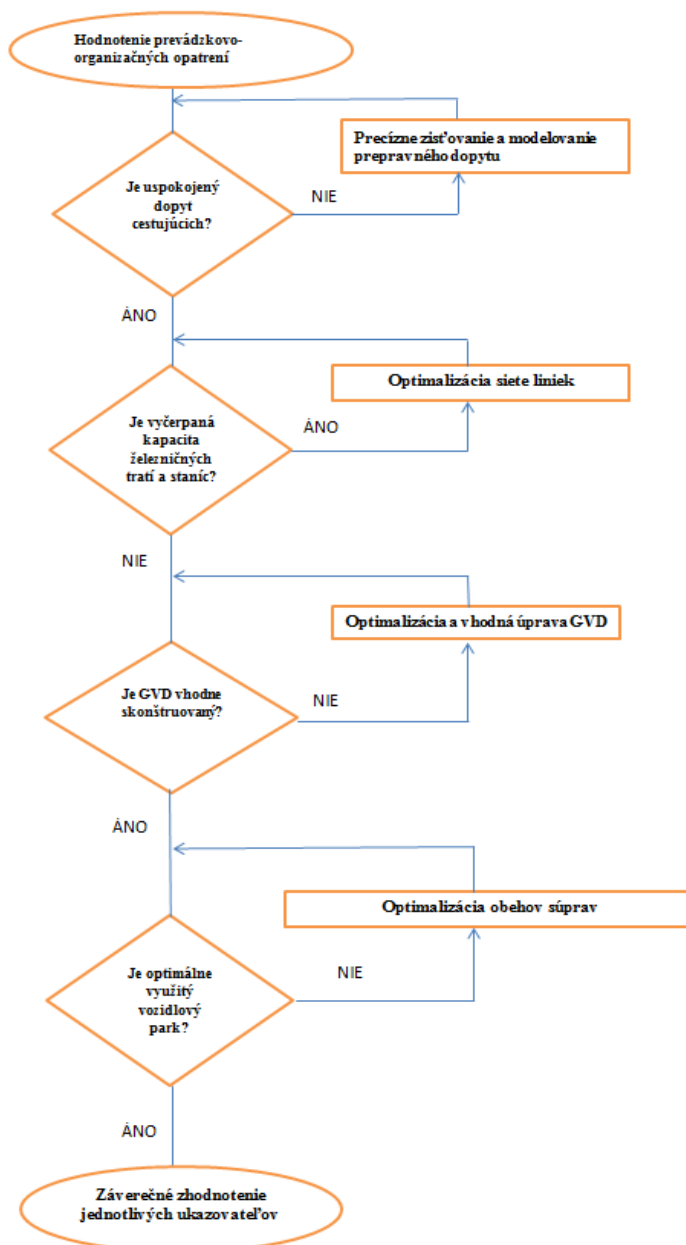 Hodnotenie prevádzkovo-
organizačných opatrení
Precízne zisťovanie a modelovanie
prepravného dopytu
Je uspokojený
dopyt
cestujúcich?
NIE
ÁNO
Optimalizácia siete liniek
Je vyčerpaná
kapacita
železničných
tratí a staníc?
ÁNO
NIE
Optimalizácia a vhodná úprava GVD
Je GVD vhodne
skonštruovaný?
NIE
ÁNO
Optimalizácia obehov súprav
Je optimálne
využitý
vozidlový
park?
NIE
ÁNO
Záverečné zhodnotenie
jednotlivých ukazovateľov